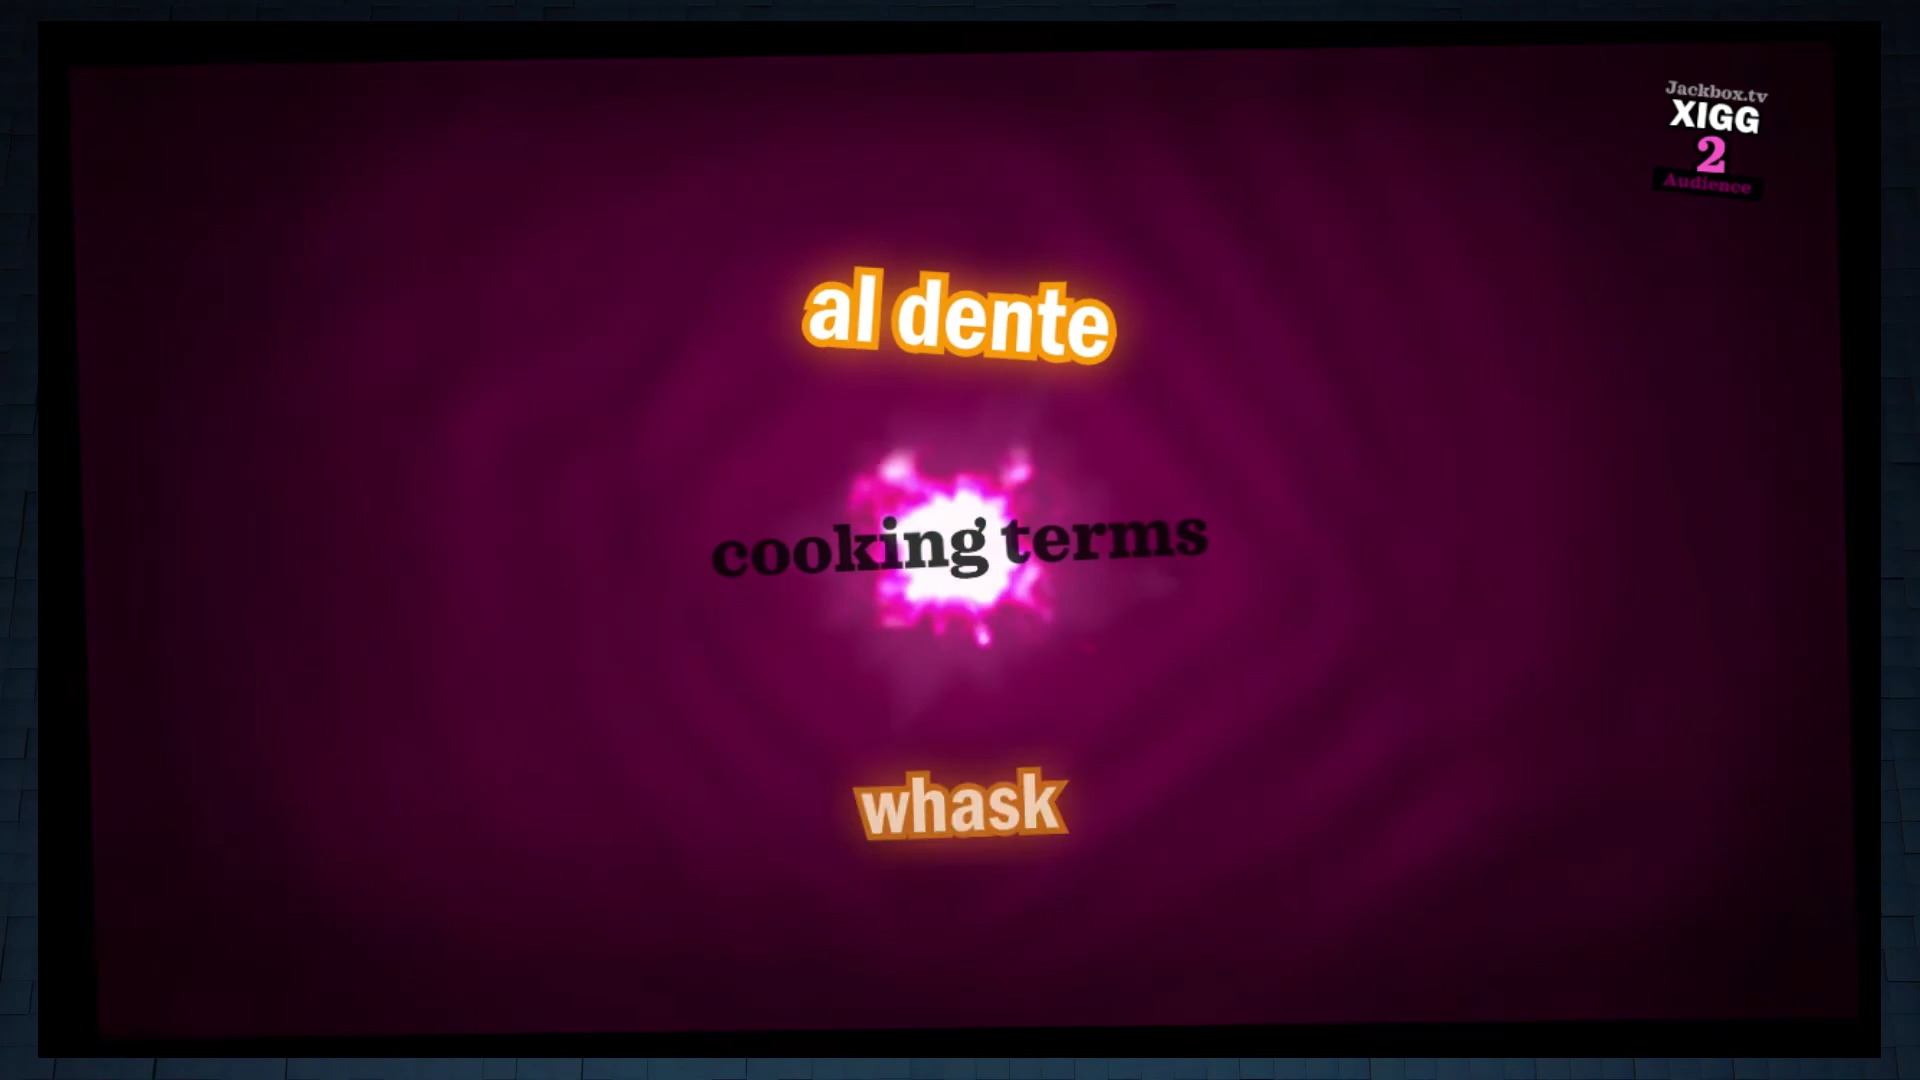 Jackbox.tv
XIGG
2
Audience
al dente
cooking terms
whask